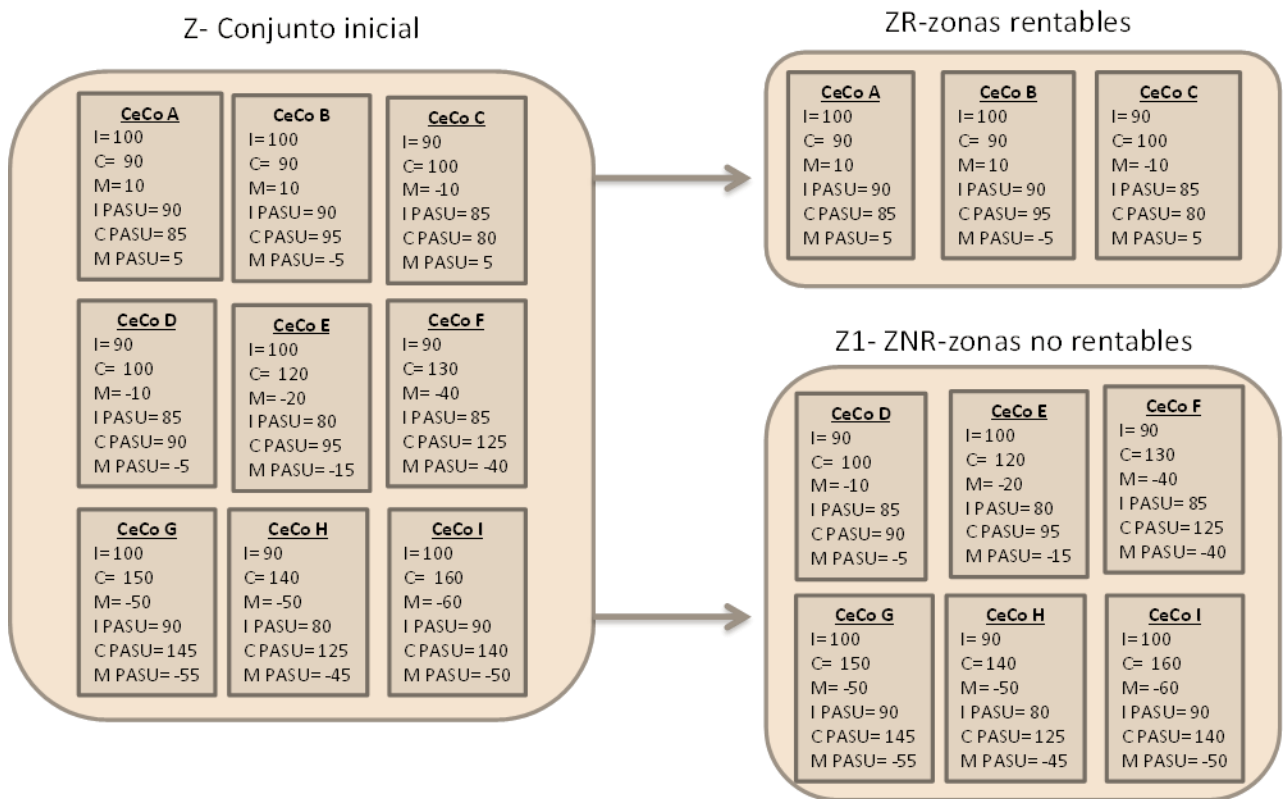 Z- Conjunto inicial
CeCo A
I=100
C= 90
M=10
I PASU=90
C PASU=85
M PASU= 5
CeCo B
I=100
C= 90
M=10
I PASU=90
C PASU=95
M PASU= -5
CeCo C
I=90
C=100
M= -10
I PASU=85
C PASU=80
M PASU= 5
CeCo D
I=90
C= 100
M= -10
I PASU=85
C PASU=90
M PASU= -5
CeCo E
I=100
C= 120
M= -20
I PASU=80
C PASU=95
M PASU= -15
CeCo F
I=90
C=130
M= -40
I PASU=85
C PASU=125
M PASU= -40
CeCo G
I=100
C= 150
M=-50
I PASU=90
C PASU=145
M PASU= -55
CeCo H
I=90
C=140
M= -50
I PASU=80
C PASU=125
M PASU= -45
CeCo I
I=100
C= 160
M= -60
I PASU=90
C PASU=140
M PASU= -50
ZR-zonas rentables
CeCo A
I=100
C= 90
M=10
I PASU=90
C PASU=85
M PASU= 5
CeCo B
I=100
C= 90
M=10
I PASU=90
C PASU=95
M PASU= -5
CeCo C
I=90
C=100
M= -10
I PASU=85
C PASU=80
M PASU= 5
Z1- ZNR-zonas no rentables
CeCo D
I=90
C= 100
M= -10
I PASU=85
C PASU=90
M PASU= -5
CeCo E
I=100
C= 120
M= -20
I PASU=80
C PASU=95
M PASU= -15
CeCo F
I=90
C=130
M= -40
I PASU=85
C PASU=125
M PASU= -40
CeCo G
I=100
C= 150
M=-50
I PASU=90
C PASU=145
M PASU= -55
CeCo H
I=90
C=140
M= -50
I PASU=80
C PASU=125
M PASU= -45
CeCo I
I=100
C= 160
M= -60
I PASU=90
C PASU=140
M PASU= -50